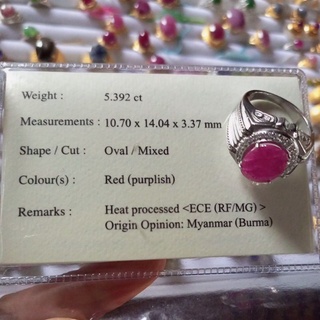 Weight : 5.392 ct
Measurements : 10.70 x 14.04 x 3.37 mm
Shape / Cut : Oval / Mixed
Colour(s) : Red (purplish)
Remarks : Heat processed <ECE (RF/MG) >
Origin Opinion: Myanmar (Burma)